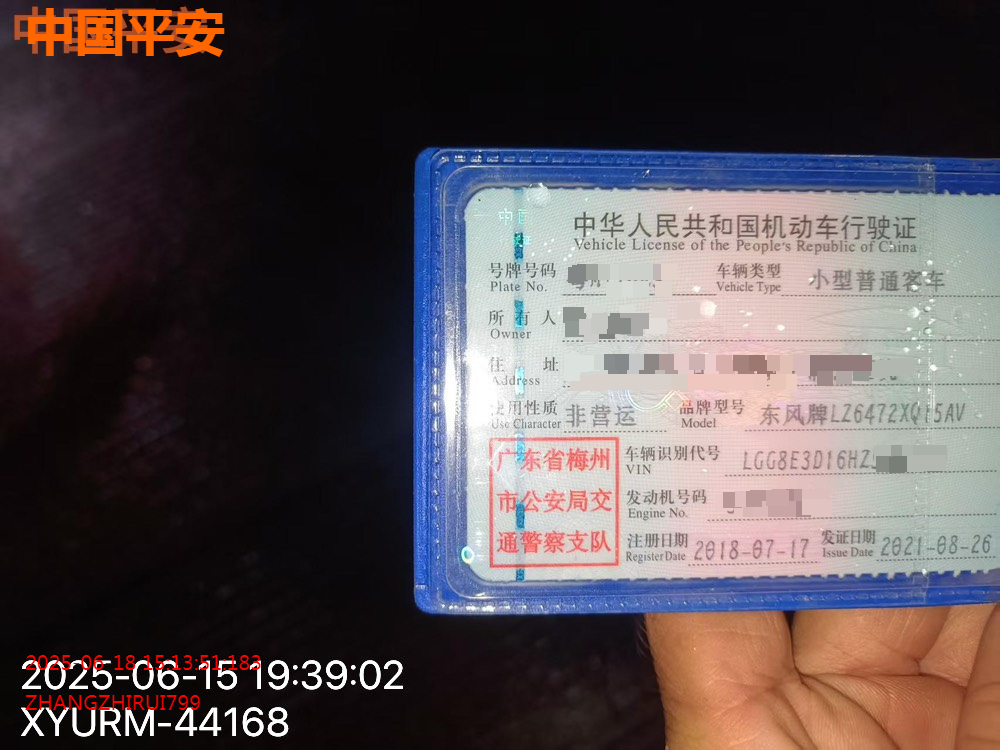 中国平安
中华人民共和国机动车行驶证
Vehicle License of the People's Republic of China
号牌号码 车辆类型 小型普通客车
Plate No. Vehicle Type
所有人
Owner
住址
Address
使用性质 非营运 品牌型号 东风牌LZ6472XQ15AV
Use Character Model
广东省梅州
市公安局交
通警察支队
车辆识别代号 LGG8E3D16HZ
VIN
发动机号码
Engine No.
注册日期 2018-07-17 发证日期 2021-08-26
Register Date Issue Date
2025-06-18 15:13:51:183
2025-06-15 19:39:02
ZHANGZHIRUI799
XYURM-44168